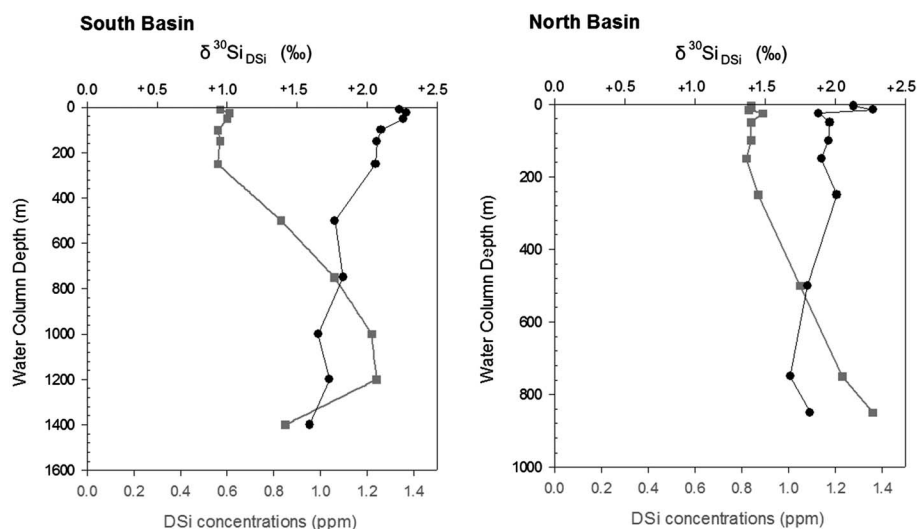 South Basin
δ³⁰Si_DSi (‰)
0.0 +0.5 +1.0 +1.5 +2.0 +2.5
Water Column Depth (m)
0
200
400
600
800
1000
1200
1400
1600
0.0 0.2 0.4 0.6 0.8 1.0 1.2 1.4
DSi concentrations (ppm)
North Basin
δ³⁰Si_DSi (‰)
0.0 +0.5 +1.0 +1.5 +2.0 +2.5
Water Column Depth (m)
0
200
400
600
800
1000
0.0 0.2 0.4 0.6 0.8 1.0 1.2 1.4
DSi concentrations (ppm)